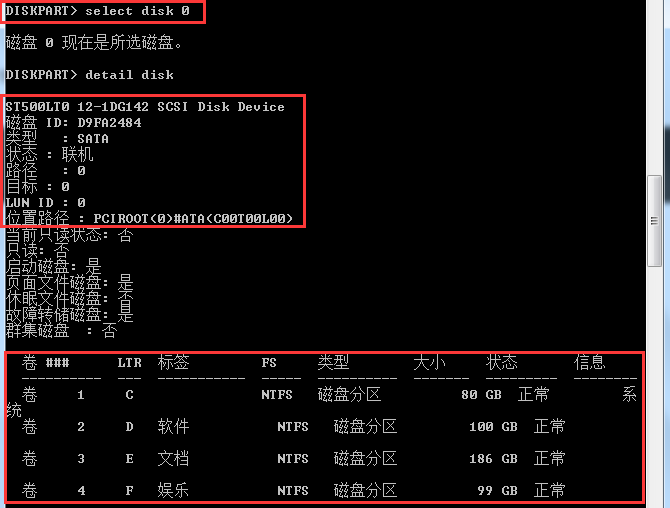 DISKPART> select disk 0
磁盘 0 现在是所选磁盘。
DISKPART> detail disk
ST500LT0 12-1DG142 SCSI Disk Device
磁盘 ID: D9FA2484
类型   : SATA
状态 : 联机
路径   : 0
目标 : 0
LUN ID : 0
位置路径 : PCIROOT(0)#ATA(C00T00L00)
当前只读状态: 否
只读: 否
启动磁盘: 是
页面文件磁盘: 是
休眠文件磁盘: 否
故障转储磁盘: 是
群集磁盘  : 否
卷 ###      LTR  标签         FS     类型        大小     状态       信息
----------  ---  -----------  -----  ----------  -------  ---------  --------
卷     1     C                NTFS   磁盘分区         80 GB  正常         系
统
卷     2     D   软件           NTFS   磁盘分区        100 GB  正常
卷     3     E   文档           NTFS   磁盘分区        186 GB  正常
卷     4     F   娱乐           NTFS   磁盘分区         99 GB  正常